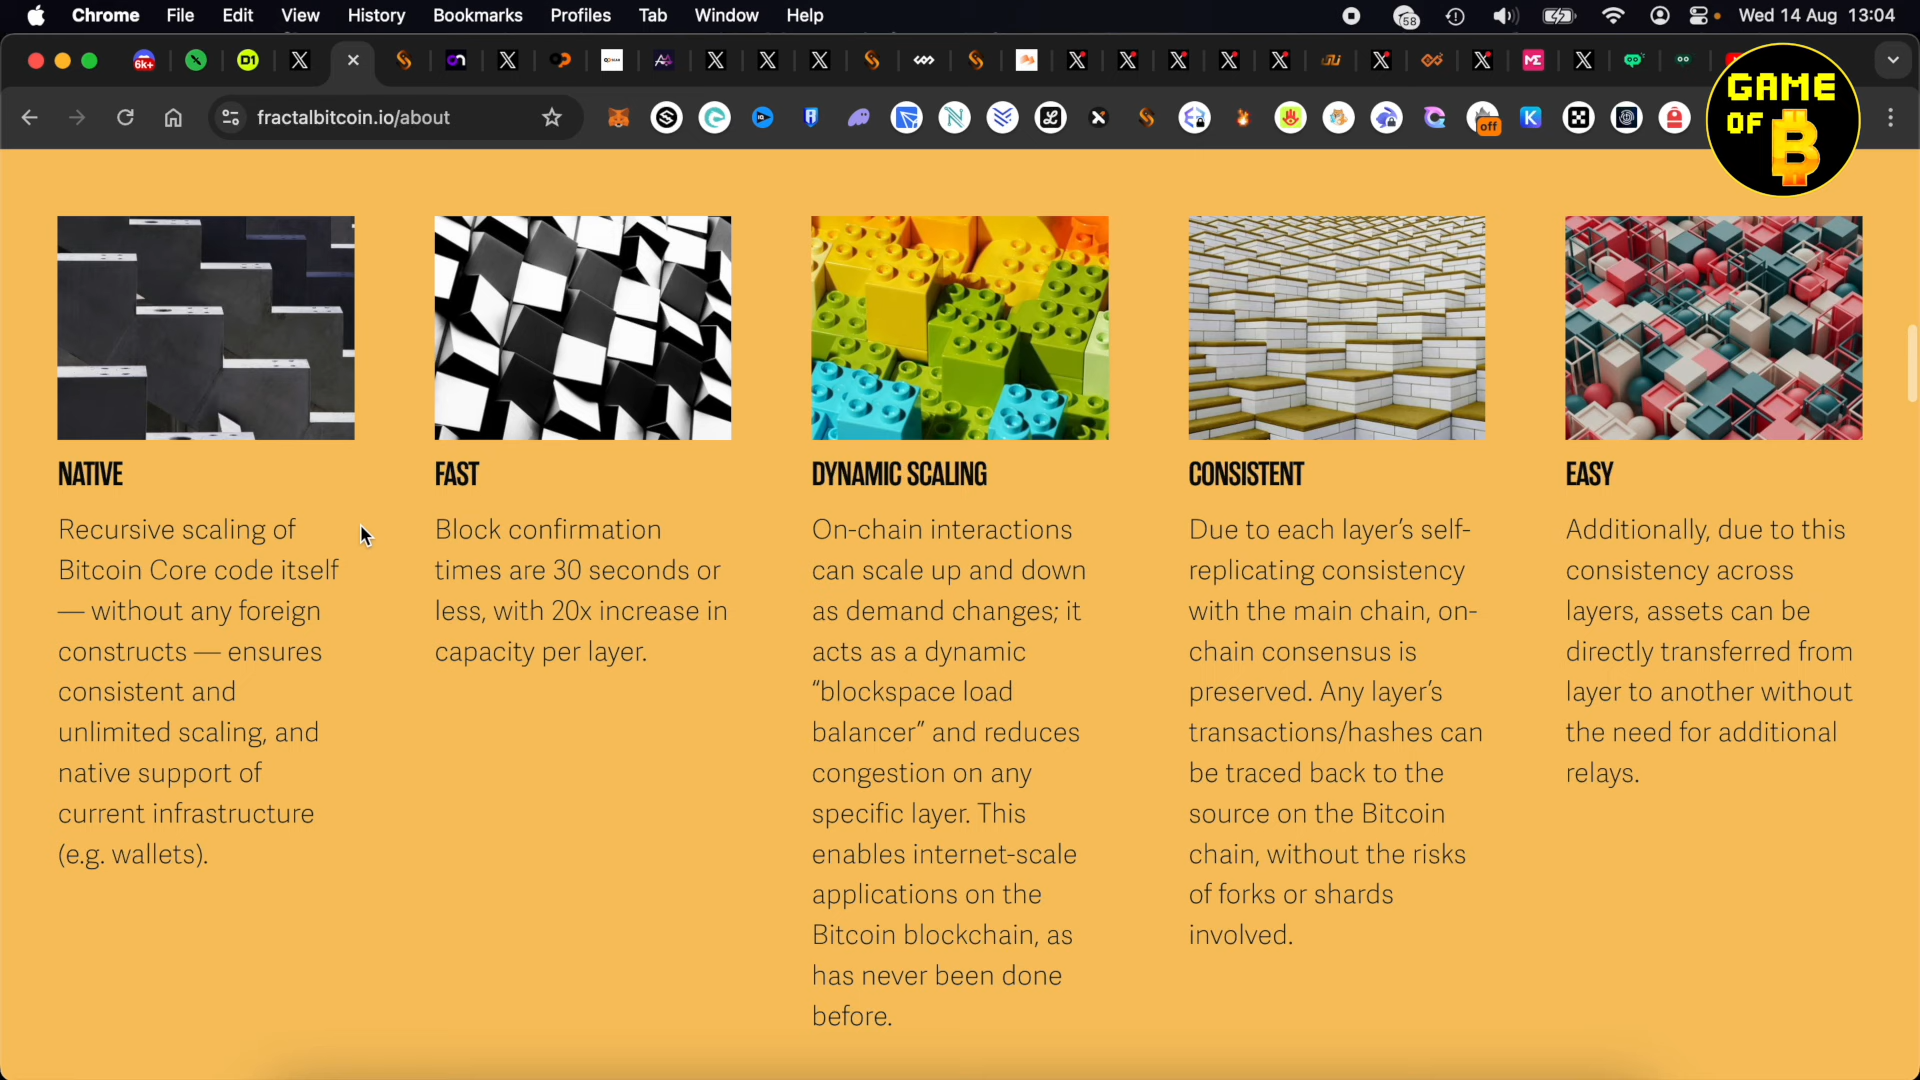 Chrome File Edit View History Bookmarks Profiles Tab Window Help
58
Wed 14 Aug 13:04
6k+
D1
ME
fractalbitcoin.io/about
off
K
GAME
OF B
NATIVE
Recursive scaling of
Bitcoin Core code itself
— without any foreign
constructs — ensures
consistent and
unlimited scaling, and
native support of
current infrastructure
(e.g. wallets).
FAST
Block confirmation
times are 30 seconds or
less, with 20x increase in
capacity per layer.
DYNAMIC SCALING
On-chain interactions
can scale up and down
as demand changes; it
acts as a dynamic
“blockspace load
balancer” and reduces
congestion on any
specific layer. This
enables internet-scale
applications on the
Bitcoin blockchain, as
has never been done
before.
CONSISTENT
Due to each layer’s self-
replicating consistency
with the main chain, on-
chain consensus is
preserved. Any layer’s
transactions/hashes can
be traced back to the
source on the Bitcoin
chain, without the risks
of forks or shards
involved.
EASY
Additionally, due to this
consistency across
layers, assets can be
directly transferred from
layer to another without
the need for additional
relays.